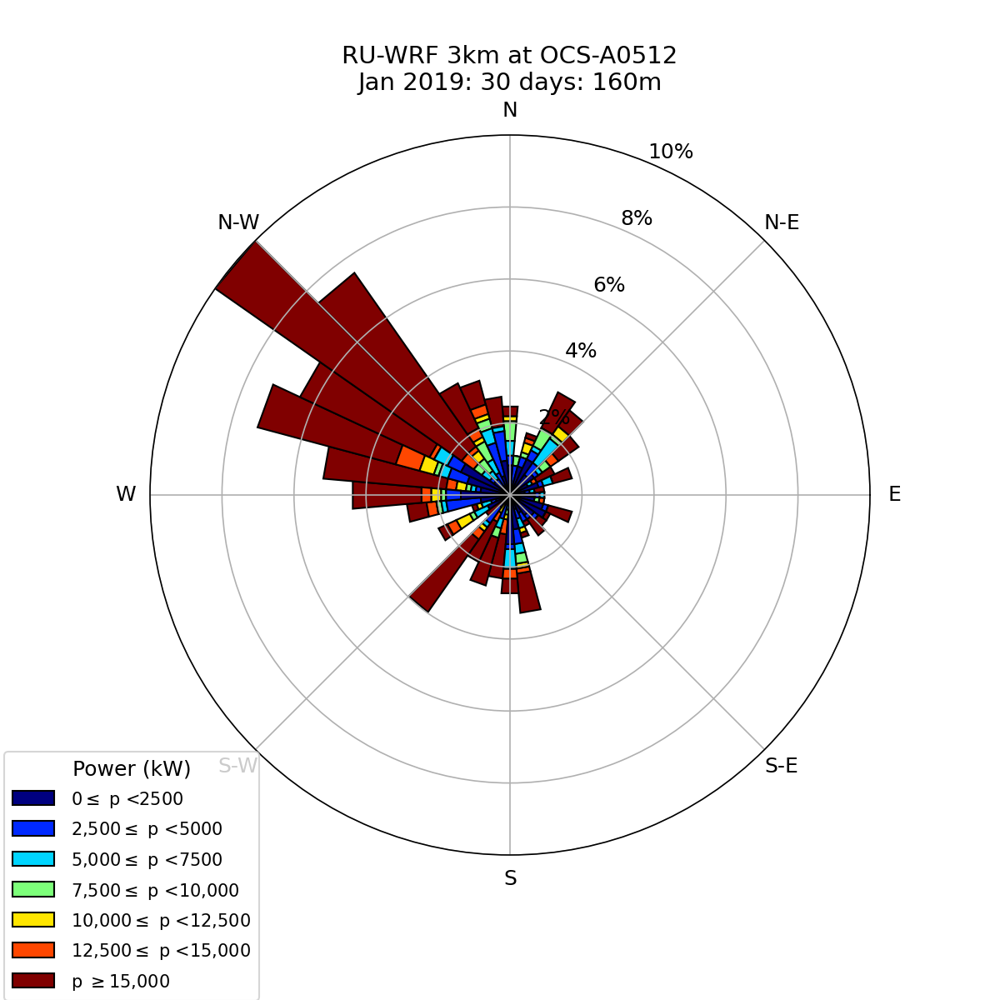 RU-WRF 3km at OCS-A0512
Jan 2019: 30 days: 160m
N
10%
N-W
8%
N-E
6%
4%
2%
W
E
S-W
S-E
S
Power (kW)
0≤ p <2500
2,500≤ p <5000
5,000≤ p <7500
7,500≤ p <10,000
10,000≤ p <12,500
12,500≤ p <15,000
p ≥15,000